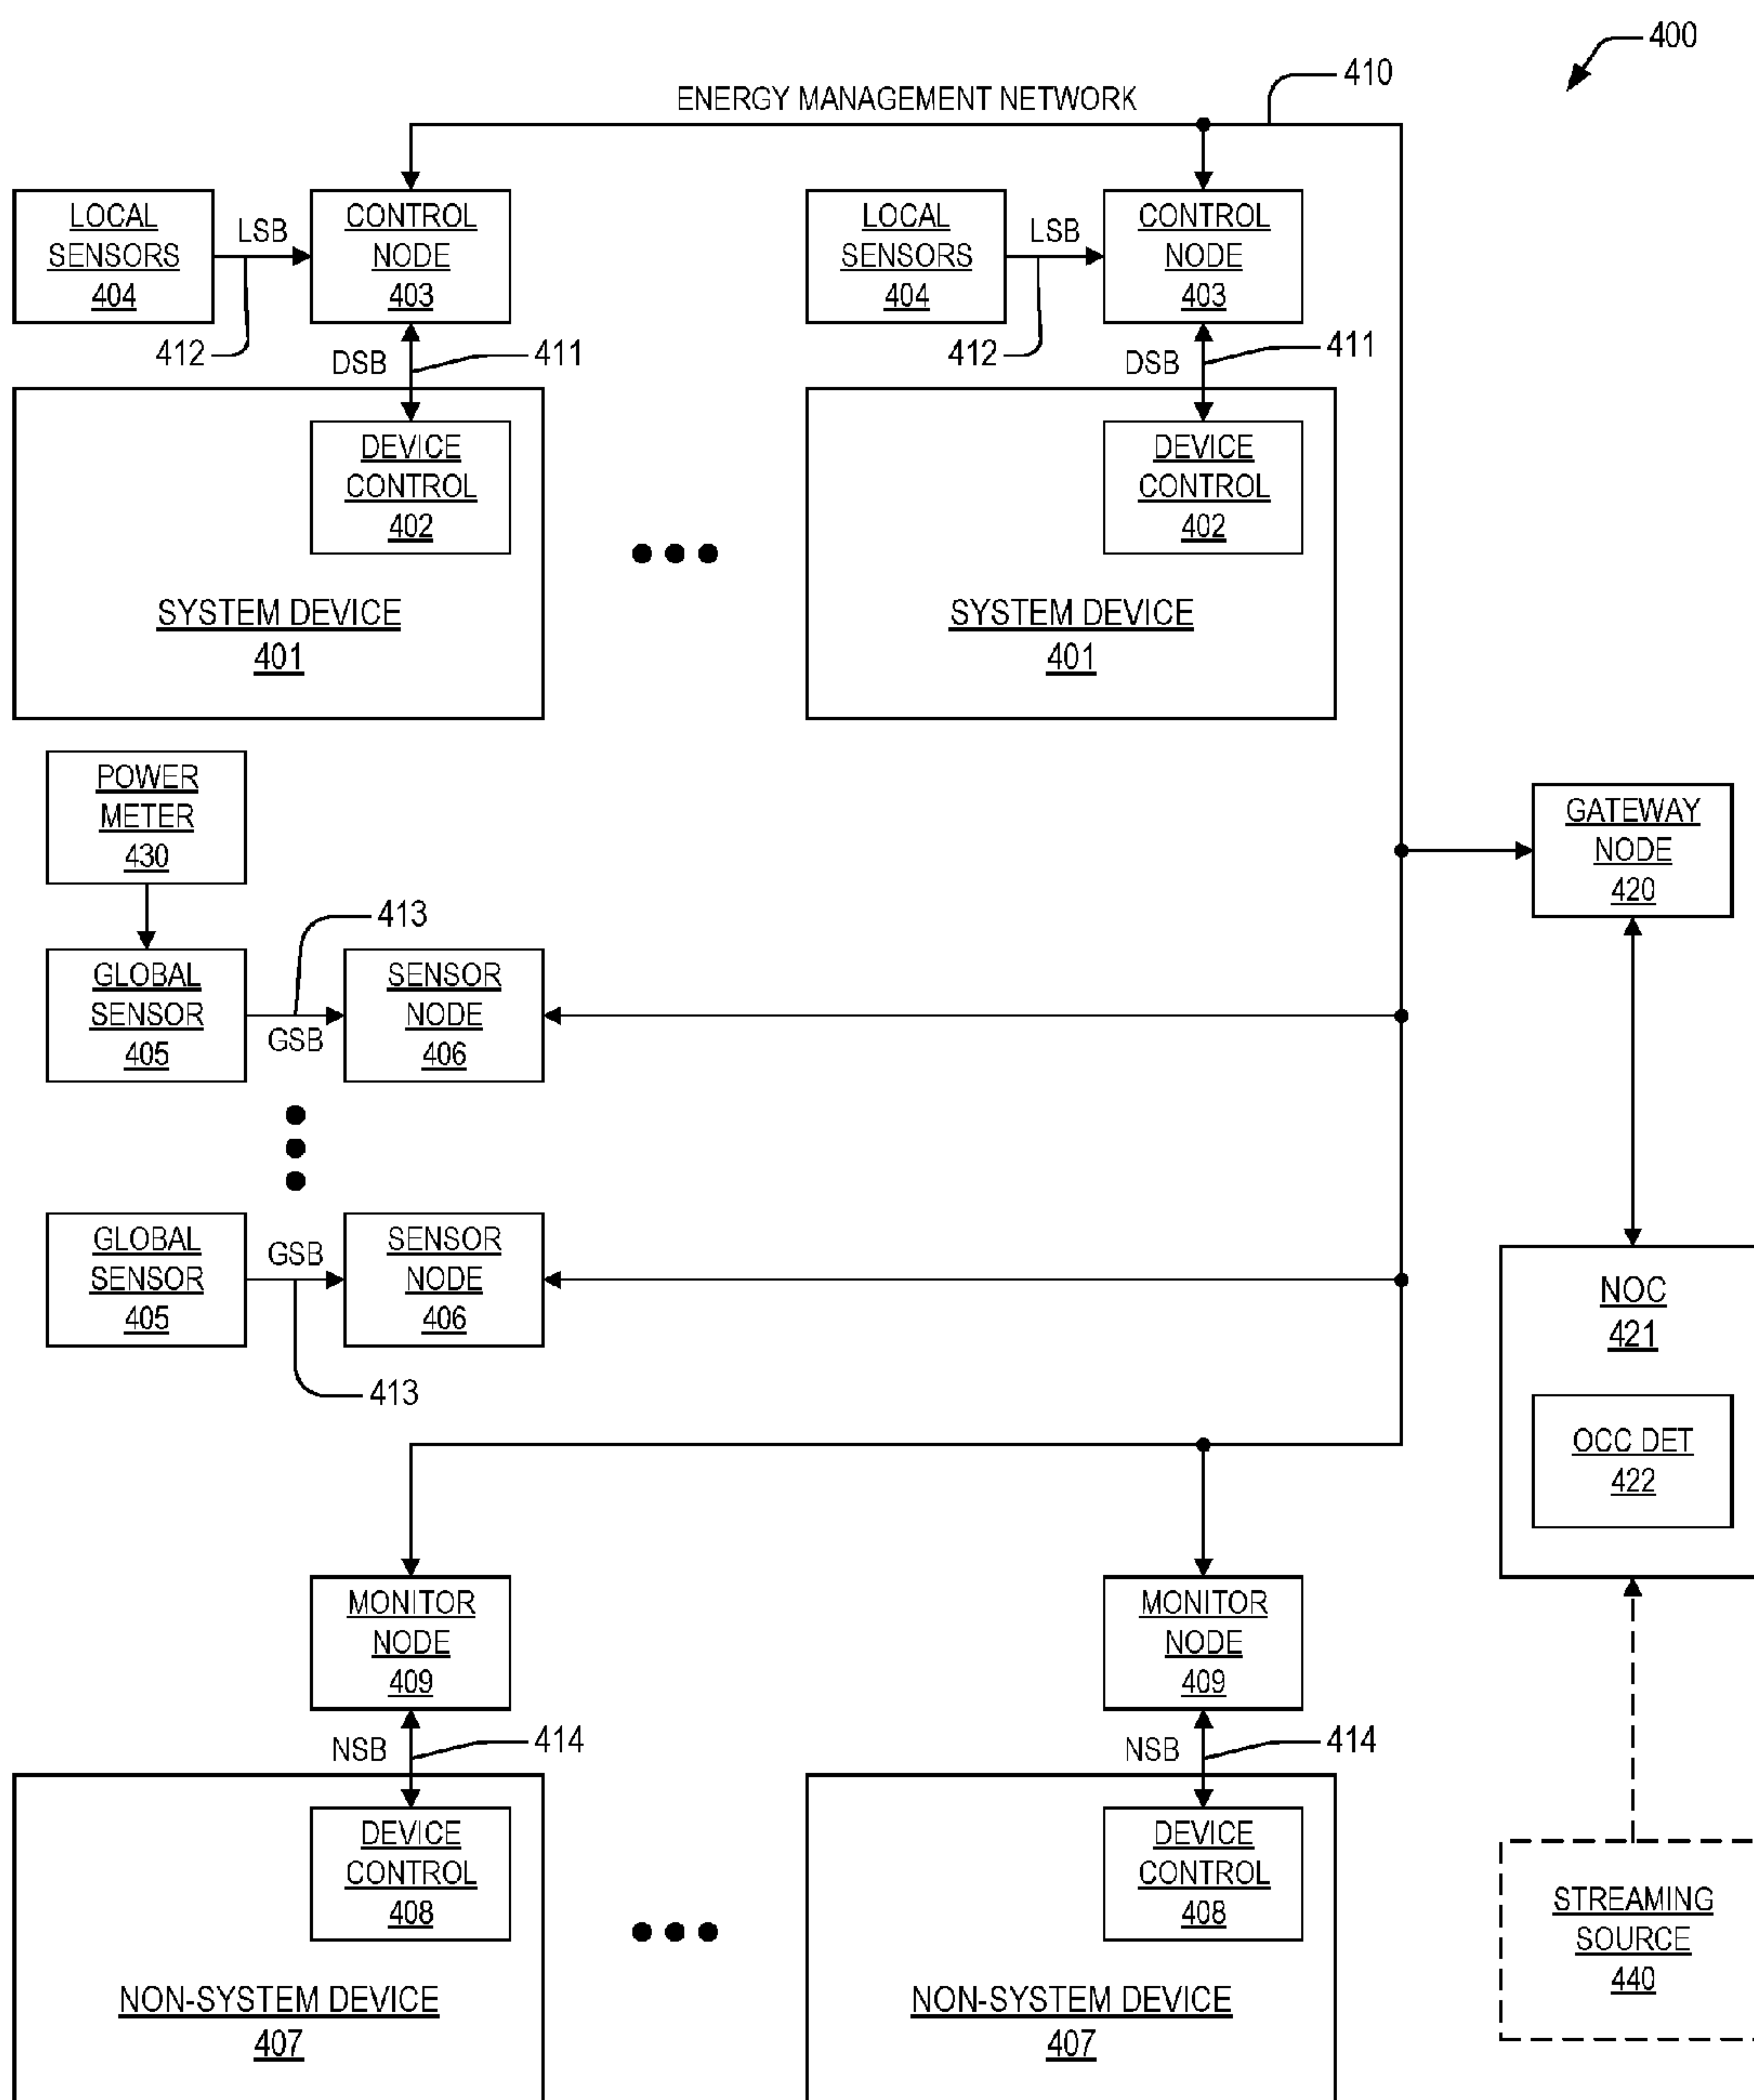 400
410
ENERGY MANAGEMENT NETWORK
LOCAL
SENSORS
404
LSB
CONTROL
NODE
403
LOCAL
SENSORS
404
LSB
CONTROL
NODE
403
412
DSB
411
412
DSB
411
DEVICE
CONTROL
402
DEVICE
CONTROL
402
SYSTEM DEVICE
401
SYSTEM DEVICE
401
POWER
METER
430
GATEWAY
NODE
420
413
GLOBAL
SENSOR
405
GSB
SENSOR
NODE
406
GLOBAL
SENSOR
405
GSB
SENSOR
NODE
406
413
NOC
421
OCC DET
422
MONITOR
NODE
409
MONITOR
NODE
409
NSB
414
NSB
414
DEVICE
CONTROL
408
DEVICE
CONTROL
408
NON-SYSTEM DEVICE
407
NON-SYSTEM DEVICE
407
STREAMING
SOURCE
440